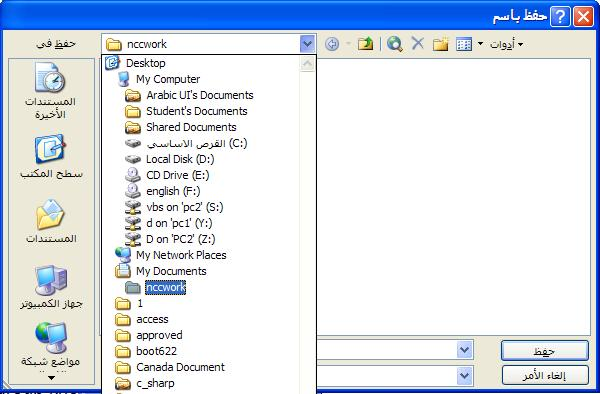 حفظ باسم
حفظ في
nccwork
أدوات
Desktop
My Computer
Arabic UI's Documents
Student's Documents
Shared Documents
القرص الاساسي (C:)
Local Disk (D:)
CD Drive (E:)
english (F:)
vbs on 'pc2' (S:)
d on 'pc1' (Y:)
D on 'PC2' (Z:)
My Network Places
My Documents
nccwork
1
access
approved
boot622
Canada Document
c_sharp
المستندات
الأخيرة
سطح المكتب
المستندات
جهاز الكمبيوتر
مواضع شبكة
حفظ
إلغاء الأمر